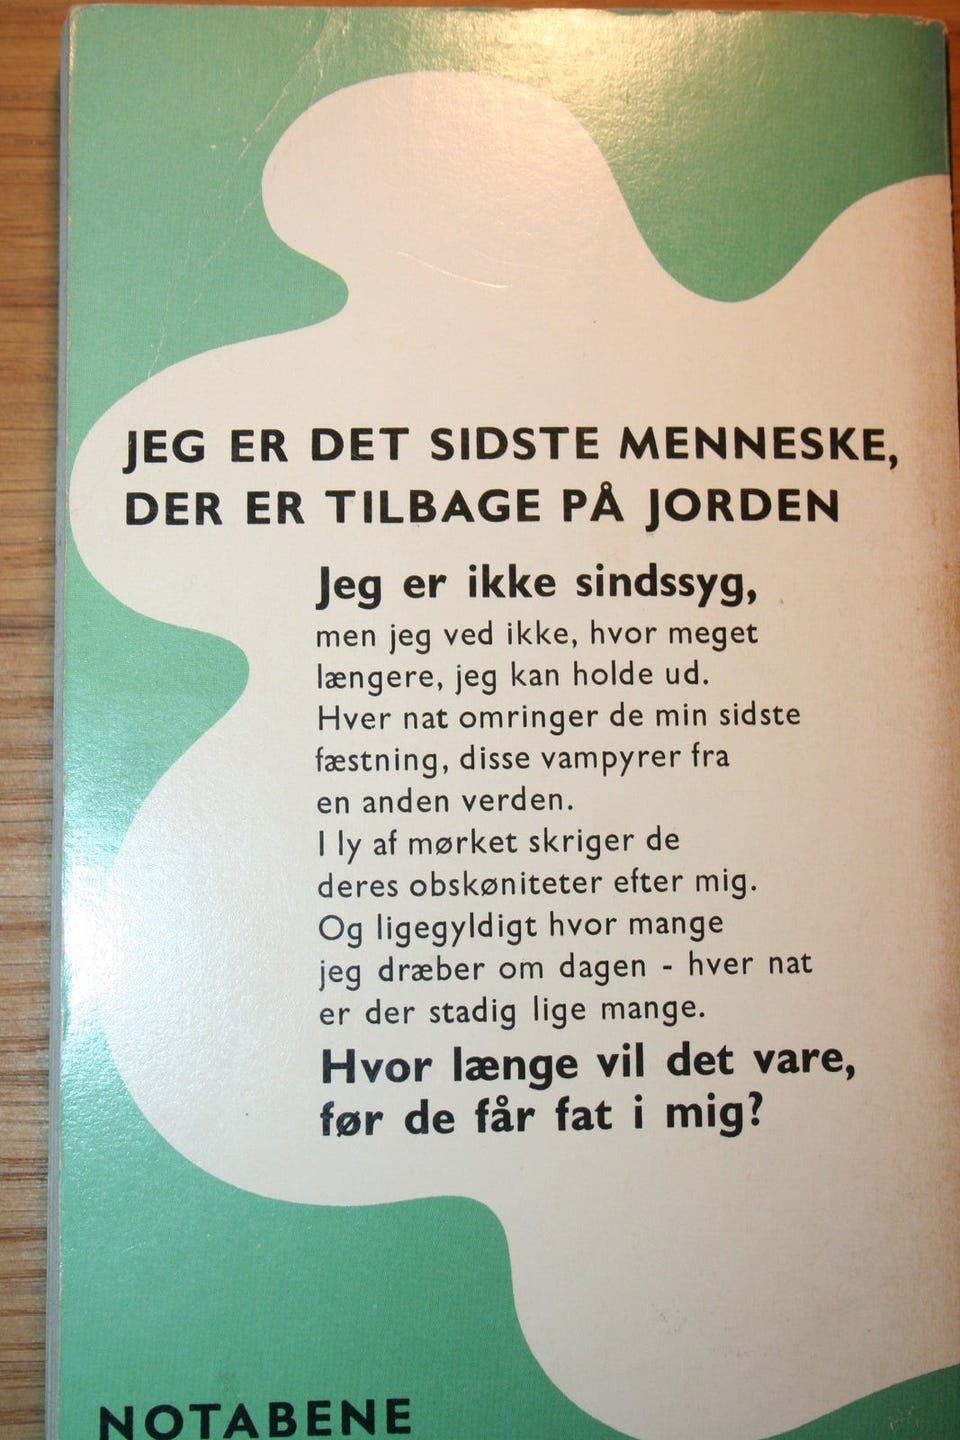 JEG ER DET SIDSTE MENNESKE,
DER ER TILBAGE PÅ JORDEN
Jeg er ikke sindssyg,
men jeg ved ikke, hvor meget
længere, jeg kan holde ud.
Hver nat omringer de min sidste
fæstning, disse vampyrer fra
en anden verden.
I ly af mørket skriger de
deres obskøniteter efter mig.
Og ligegyldigt hvor mange
jeg dræber om dagen - hver nat
er der stadig lige mange.
Hvor længe vil det vare,
før de får fat i mig?
NOTABENE